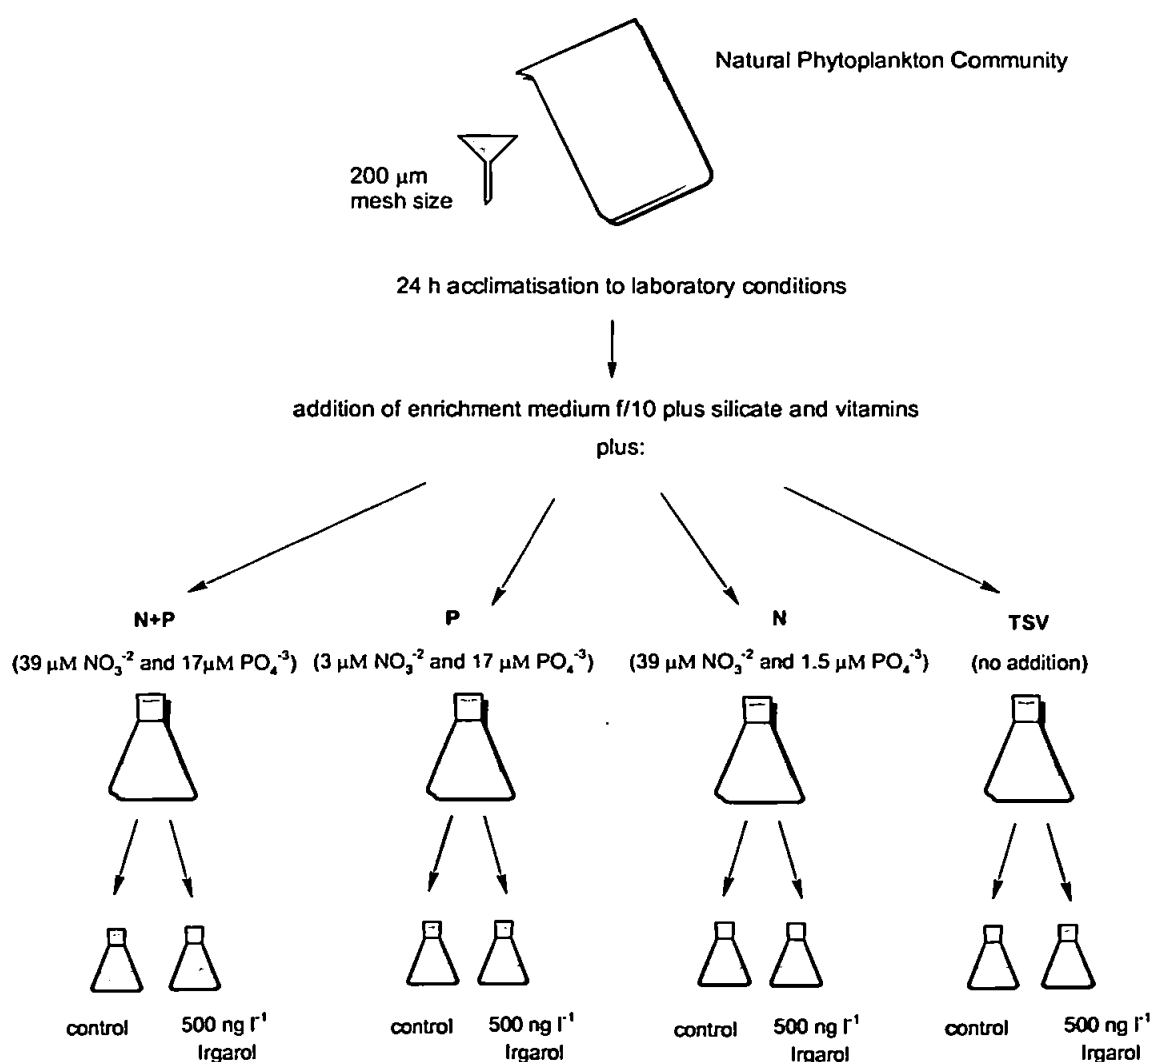 Natural Phytoplankton Community
200 μm
mesh size
24 h acclimatisation to laboratory conditions
addition of enrichment medium f/10 plus silicate and vitamins
plus:
N+P P N TSV
(39 μM NO₃⁻² and 17μM PO₄⁻³) (3 μM NO₃⁻² and 17 μM PO₄⁻³) (39 μM NO₃⁻² and 1.5 μM PO₄⁻³) (no addition)
control 500 ng l⁻¹ control 500 ng l⁻¹ control 500 ng l⁻¹ control 500 ng l⁻¹
Irgarol Irgarol Irgarol Irgarol